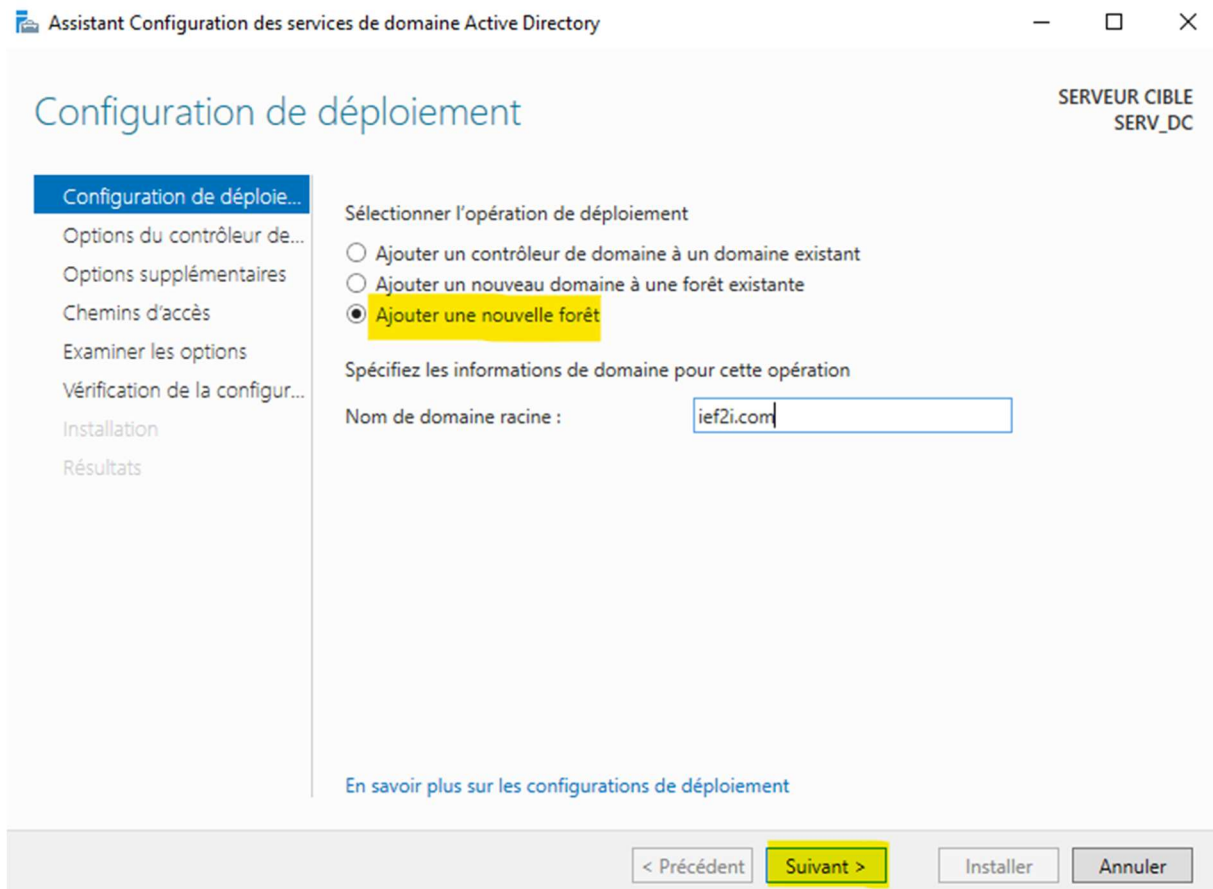 Assistant Configuration des services de domaine Active Directory
Configuration de déploiement
SERVEUR CIBLE
SERV_DC
Configuration de déploie...
Options du contrôleur de...
Options supplémentaires
Chemins d'accès
Examiner les options
Vérification de la configur...
Installation
Résultats
Sélectionner l'opération de déploiement
Ajouter un contrôleur de domaine à un domaine existant
Ajouter un nouveau domaine à une forêt existante
Ajouter une nouvelle forêt
Spécifiez les informations de domaine pour cette opération
Nom de domaine racine : ief2i.com
En savoir plus sur les configurations de déploiement
< Précédent Suivant > Installer Annuler